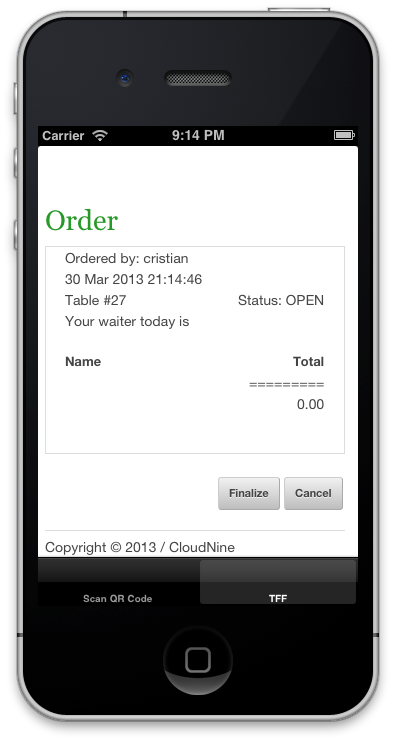 Carrier 9:14 PM
Order
Ordered by: cristian
30 Mar 2013 21:14:46
Table #27 Status: OPEN
Your waiter today is
Name Total
=========
0.00
Finalize Cancel
Copyright © 2013 / CloudNine
Scan QR Code TFF